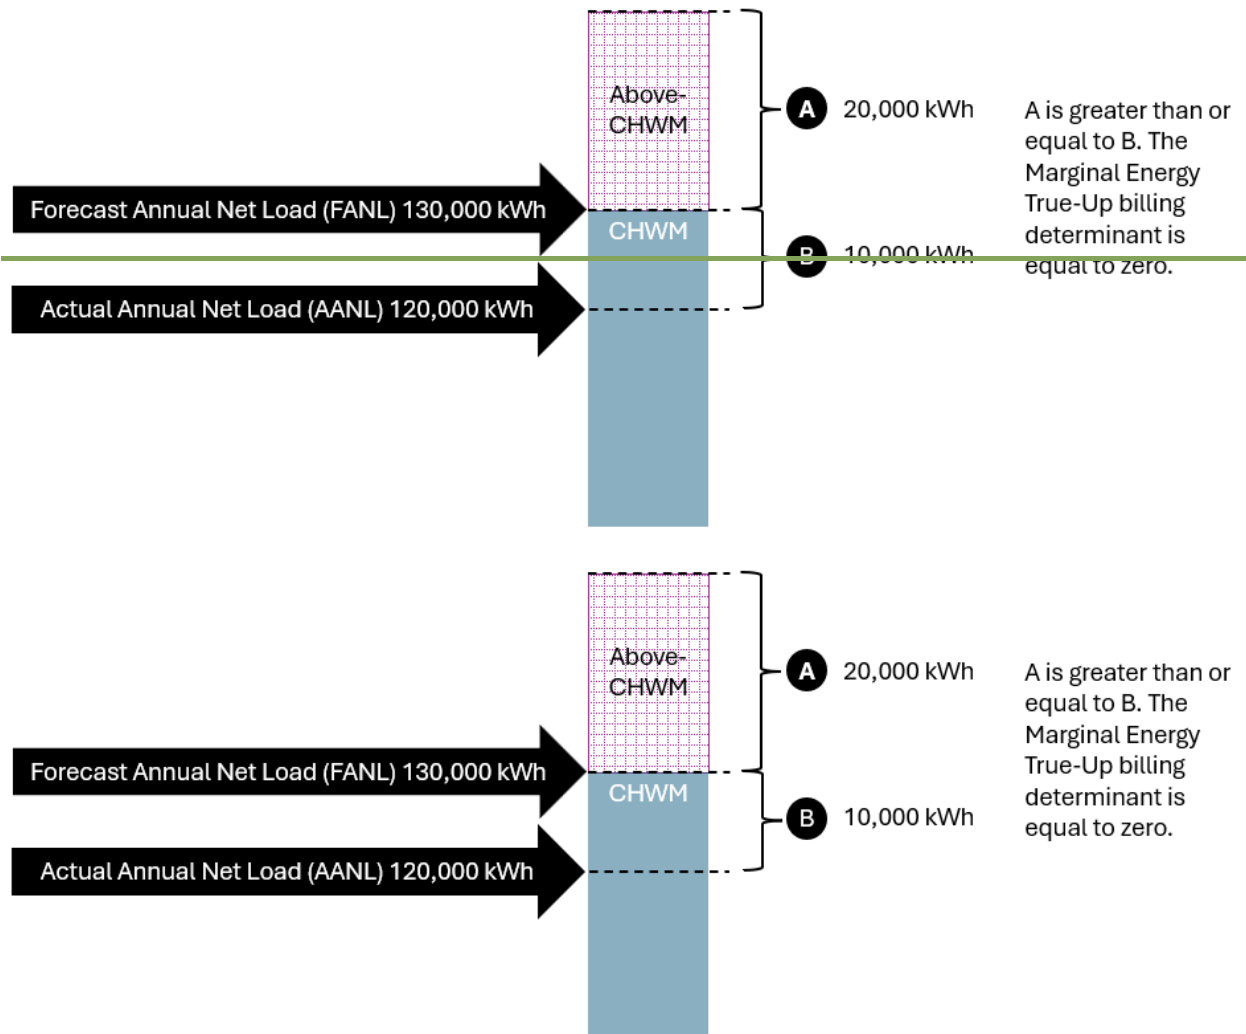 Above-
CHWM
A
20,000 kWh
A is greater than or
equal to B. The
Marginal Energy
True-Up billing
determinant is
equal to zero.
Forecast Annual Net Load (FANL) 130,000 kWh
CHWM
B
10,000 kWh
Actual Annual Net Load (AANL) 120,000 kWh
Above-
CHWM
A
20,000 kWh
A is greater than or
equal to B. The
Marginal Energy
True-Up billing
determinant is
equal to zero.
Forecast Annual Net Load (FANL) 130,000 kWh
CHWM
B
10,000 kWh
Actual Annual Net Load (AANL) 120,000 kWh